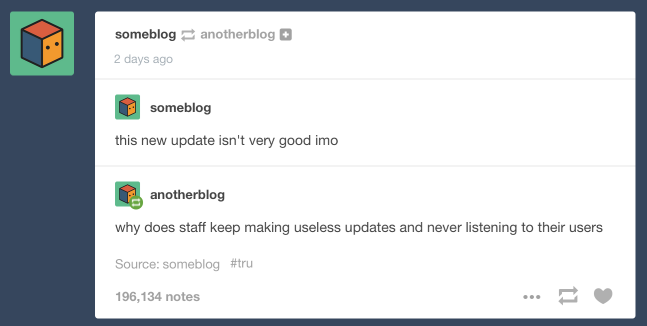 someblog anotherblog
2 days ago
someblog
this new update isn't very good imo
anotherblog
why does staff keep making useless updates and never listening to their users
Source: someblog #tru
196,134 notes